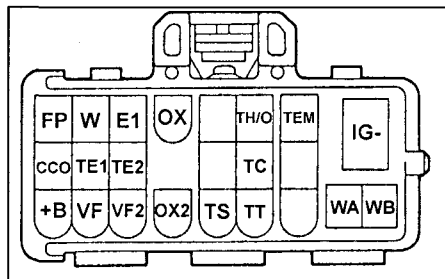 FP W E1 OX TH/O TEM IG-
CCO TE1 TE2 TC
+B VF VF2 OX2 TS TT WA WB